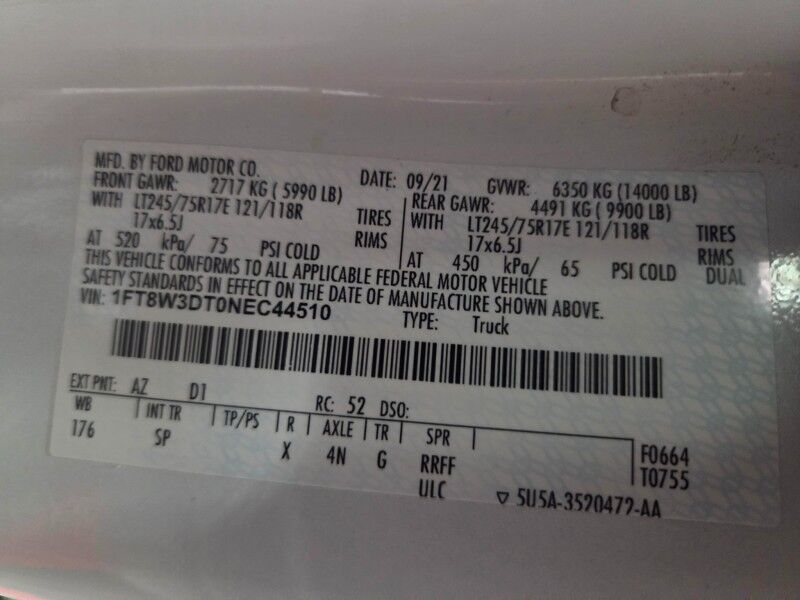 MFD. BY FORD MOTOR CO. DATE: 09/21 GVWR: 6350 KG (14000 LB)
FRONT GAWR: 2717 KG ( 5990 LB) REAR GAWR: 4491 KG ( 9900 LB)
WITH LT245/75R17E 121/118R TIRES WITH LT245/75R17E 121/118R TIRES
17x6.5J RIMS 17x6.5J RIMS
AT 520 kPa/ 75 PSI COLD AT 450 kPa/ 65 PSI COLD DUAL
THIS VEHICLE CONFORMS TO ALL APPLICABLE FEDERAL MOTOR VEHICLE
SAFETY STANDARDS IN EFFECT ON THE DATE OF MANUFACTURE SHOWN ABOVE.
VIN: 1FT8W3DT0NEC44510 TYPE: Truck
EXT PNT: AZ D1 RC: 52 DSO:
WB INT TR TP/PS R AXLE TR SPR F0664
176 SP X 4N G RRFF T0755
ULC ▽ 5U5A-3520472-AA